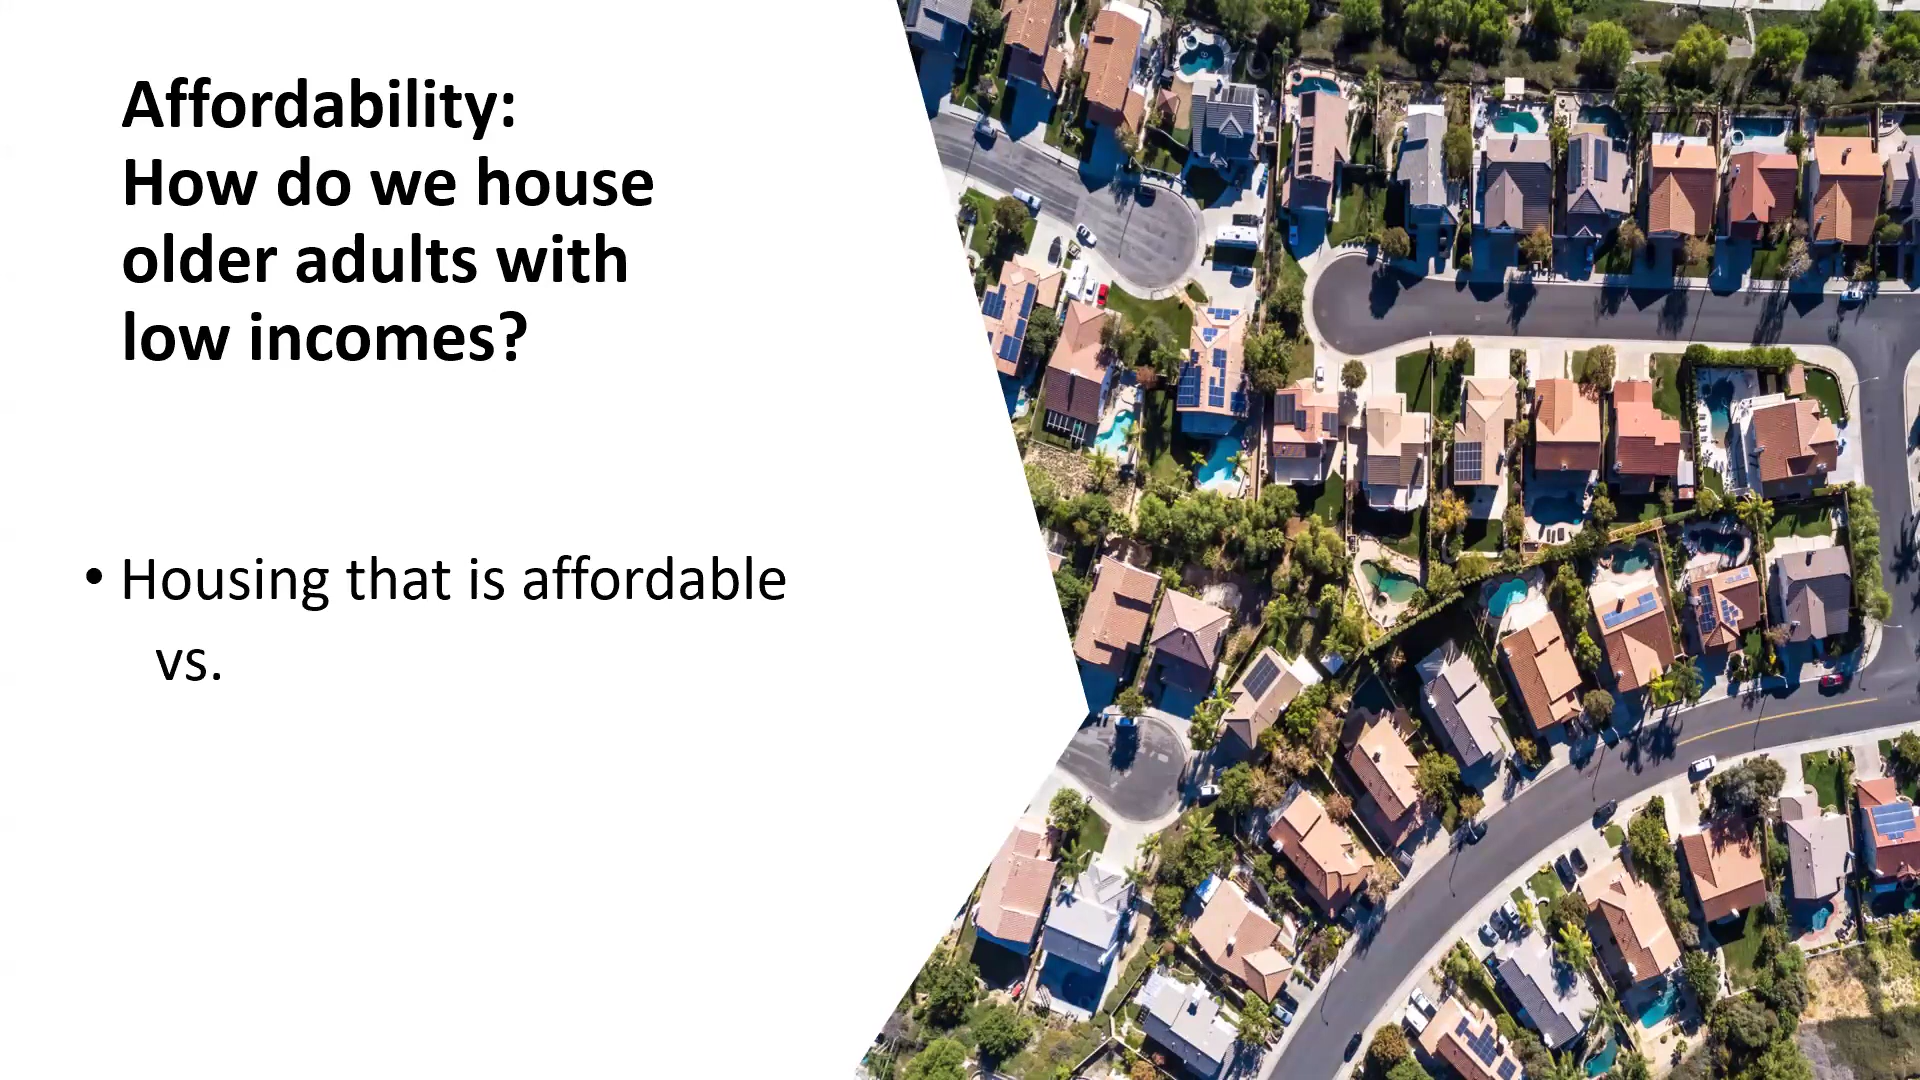 Affordability:
How do we house
older adults with
low incomes?
• Housing that is affordable
vs.